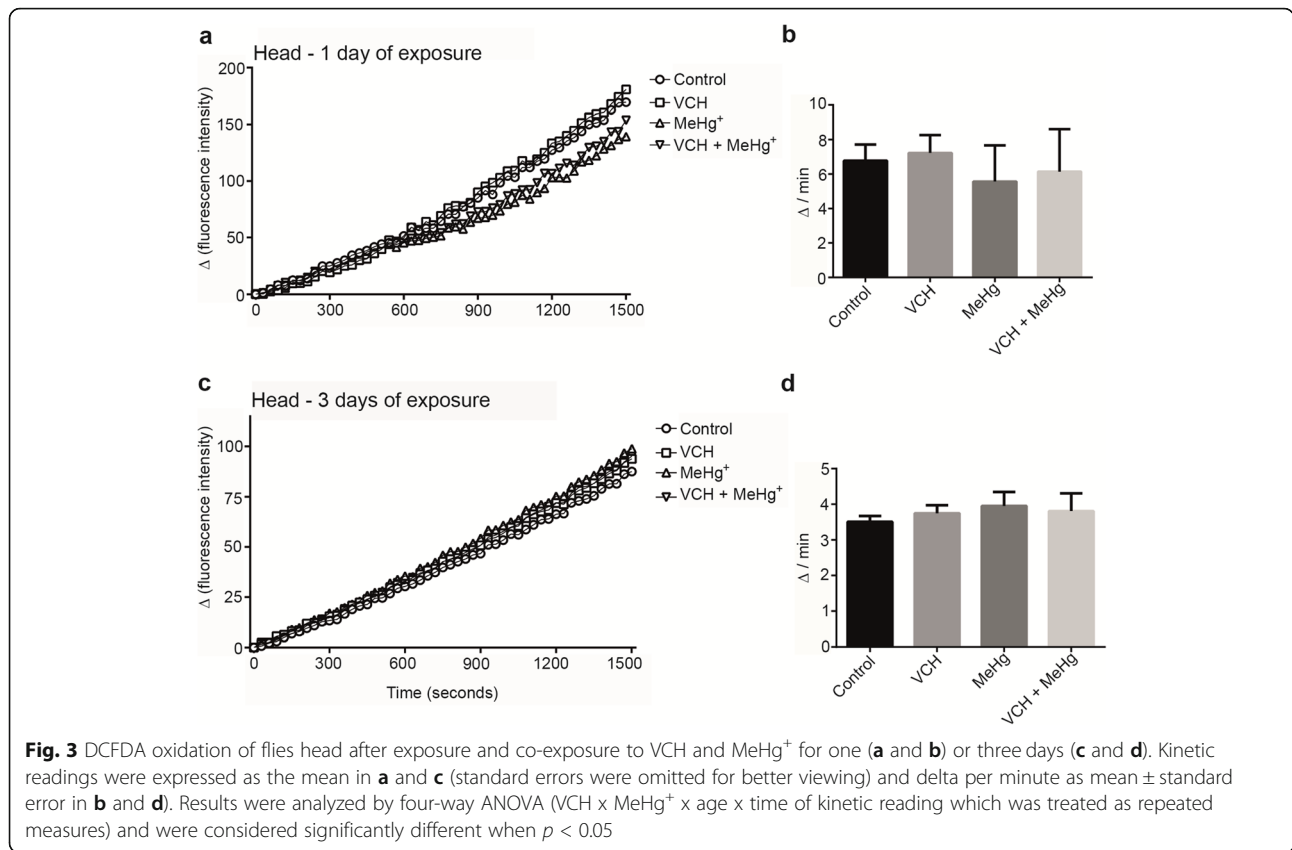 a
Head - 1 day of exposure
200
150
100
50
0
Δ (fluorescence intensity)
0 300 600 900 1200 1500
Control
VCH
MeHg⁺
VCH + MeHg⁺
b
10
8
6
4
2
0
Δ / min
Control
VCH
MeHg
VCH + MeHg
c
Head - 3 days of exposure
100
75
50
25
0
Δ (fluorescence intensity)
0 300 600 900 1200 1500
Time (seconds)
Control
VCH
MeHg⁺
VCH + MeHg⁺
d
5
4
3
2
1
0
Δ / min
Control
VCH
MeHg
VCH + MeHg
Fig. 3 DCFDA oxidation of flies head after exposure and co-exposure to VCH and MeHg⁺ for one (a and b) or three days (c and d). Kinetic
readings were expressed as the mean in a and c (standard errors were omitted for better viewing) and delta per minute as mean ± standard
error in b and d). Results were analyzed by four-way ANOVA (VCH x MeHg⁺ x age x time of kinetic reading which was treated as repeated
measures) and were considered significantly different when p < 0.05